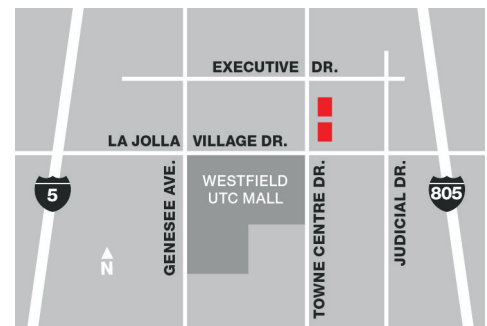 EXECUTIVE DR.
LA JOLLA VILLAGE DR.
WESTFIELD
UTC MALL
5
805
GENESEE AVE.
TOWNE CENTRE DR.
JUDICIAL DR.
N